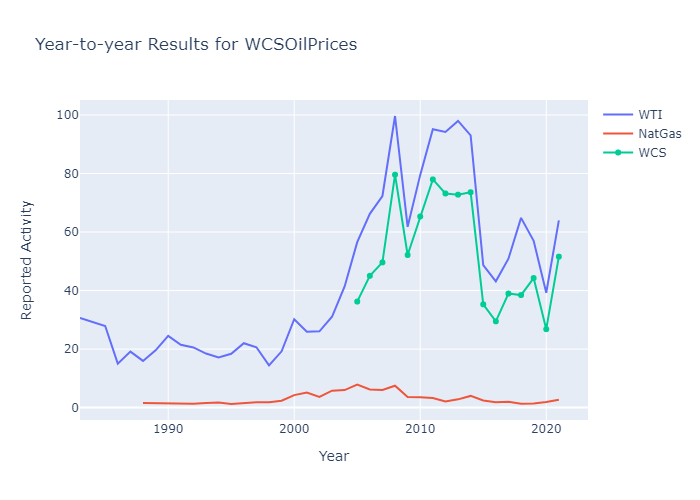 Year-to-year Results for WCSOilPrices
WTI
NatGas
WCS
100
80
60
40
20
0
1990
2000
2010
2020
Year
Reported Activity